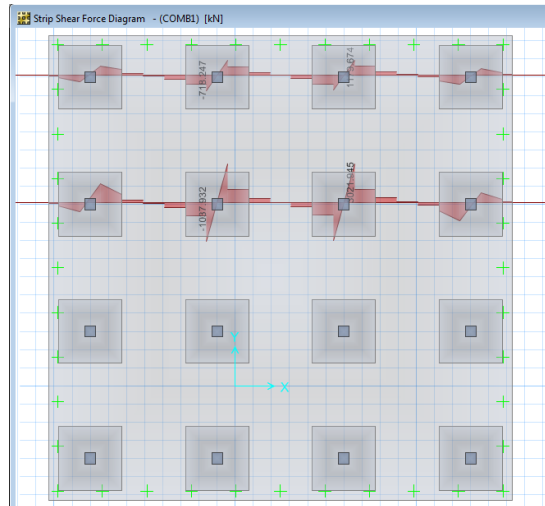 Strip Shear Force Diagram - (COMB1) [kN]
-718.247
-1087.932
Y
X